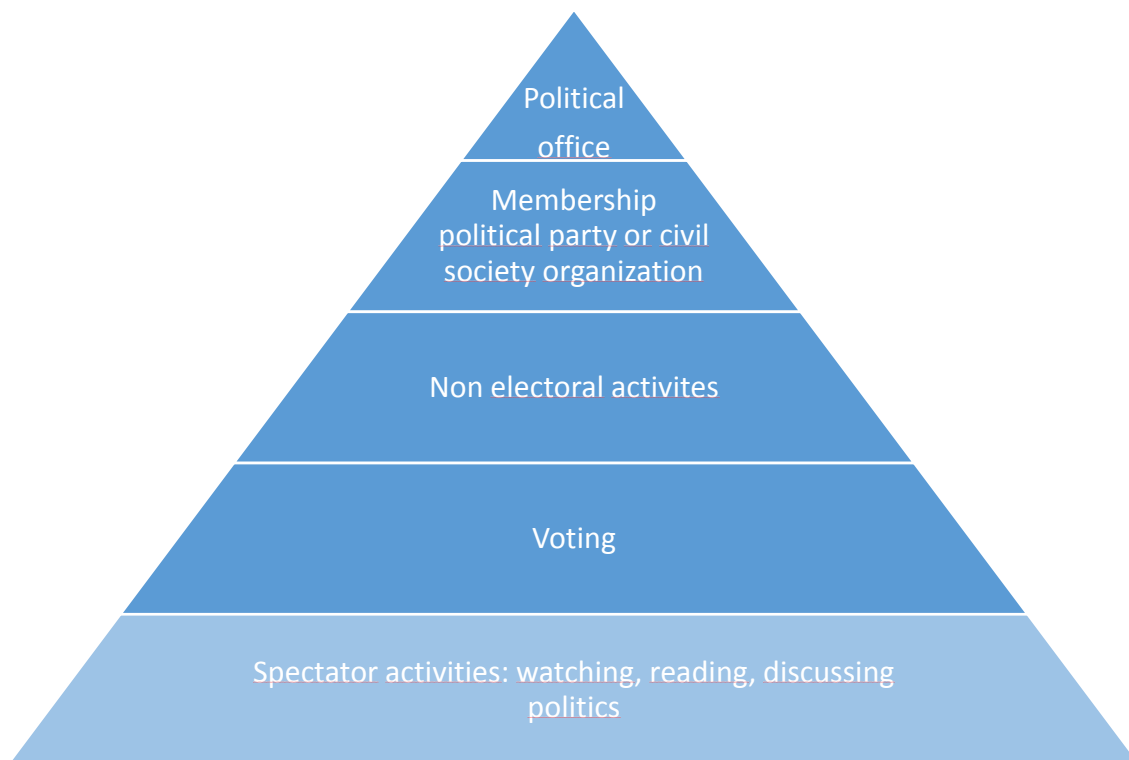 Political
office
Membership
political party or civil
society organization
Non electoral activites
Voting
Spectator activities: watching, reading, discussing
politics